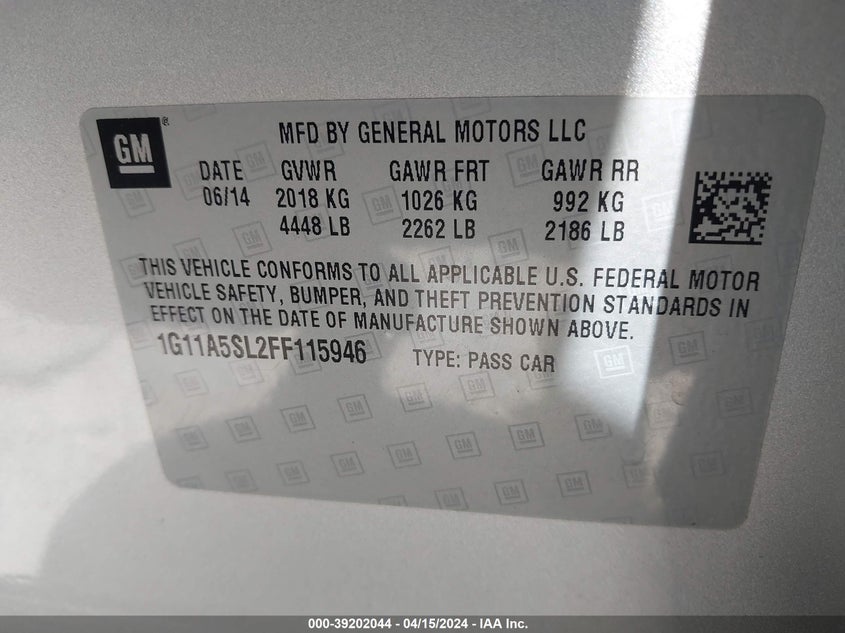 GM ® MFD BY GENERAL MOTORS LLC
DATE GVWR GAWR FRT GAWR RR
06/14 2018 KG 1026 KG 992 KG
4448 LB 2262 LB 2186 LB
THIS VEHICLE CONFORMS TO ALL APPLICABLE U.S. FEDERAL MOTOR
VEHICLE SAFETY, BUMPER, AND THEFT PREVENTION STANDARDS IN
EFFECT ON THE DATE OF MANUFACTURE SHOWN ABOVE.
1G11A5SL2FF115946 TYPE: PASS CAR
000-39202044 - 04/15/2024 - IAA Inc.